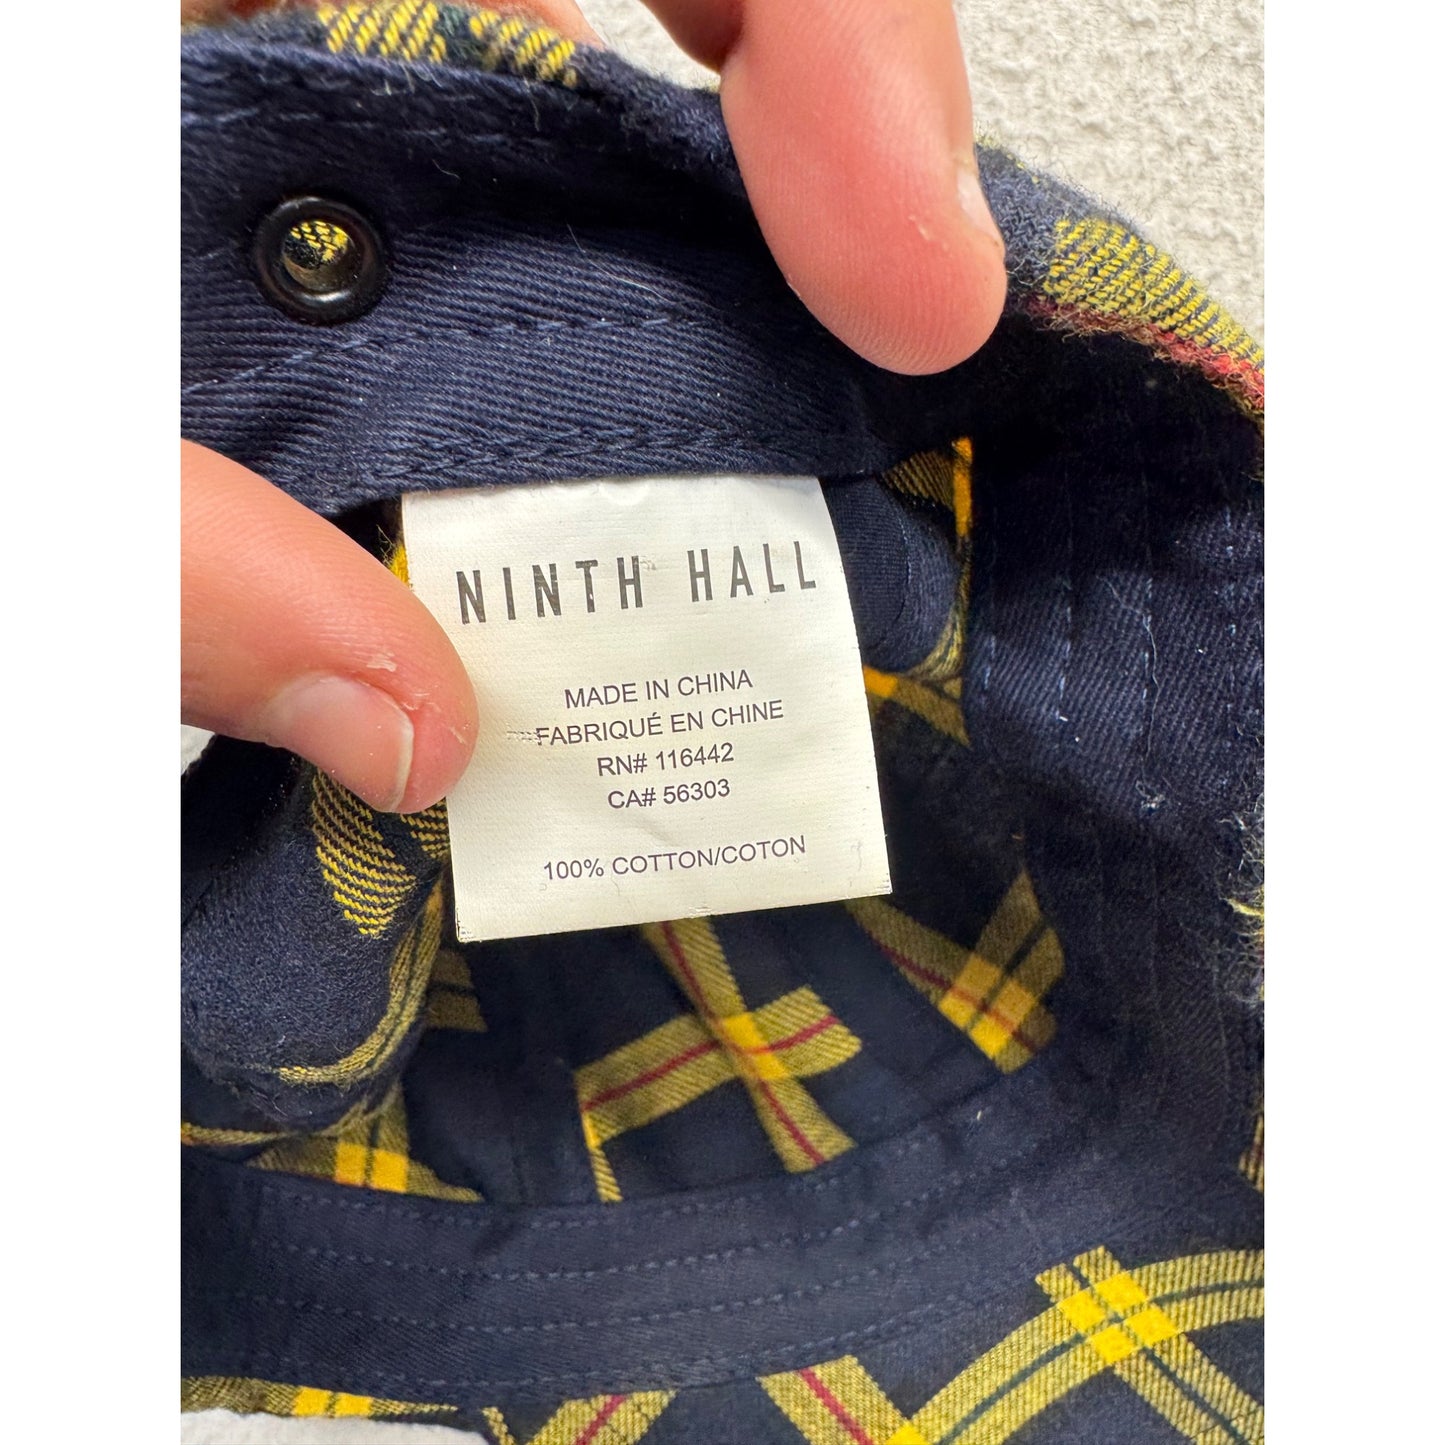 NINTH HALL
MADE IN CHINA
FABRIQUÉ EN CHINE
RN# 116442
CA# 56303
100% COTTON/COTON